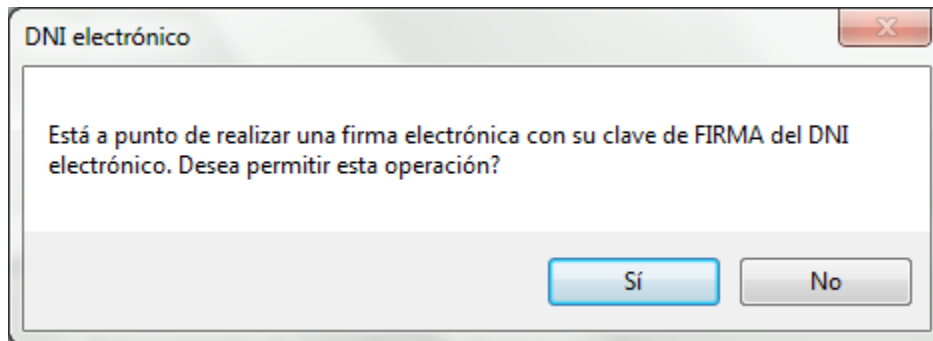 DNI electrónico
Está a punto de realizar una firma electrónica con su clave de FIRMA del DNI
electrónico. Desea permitir esta operación?
Sí
No